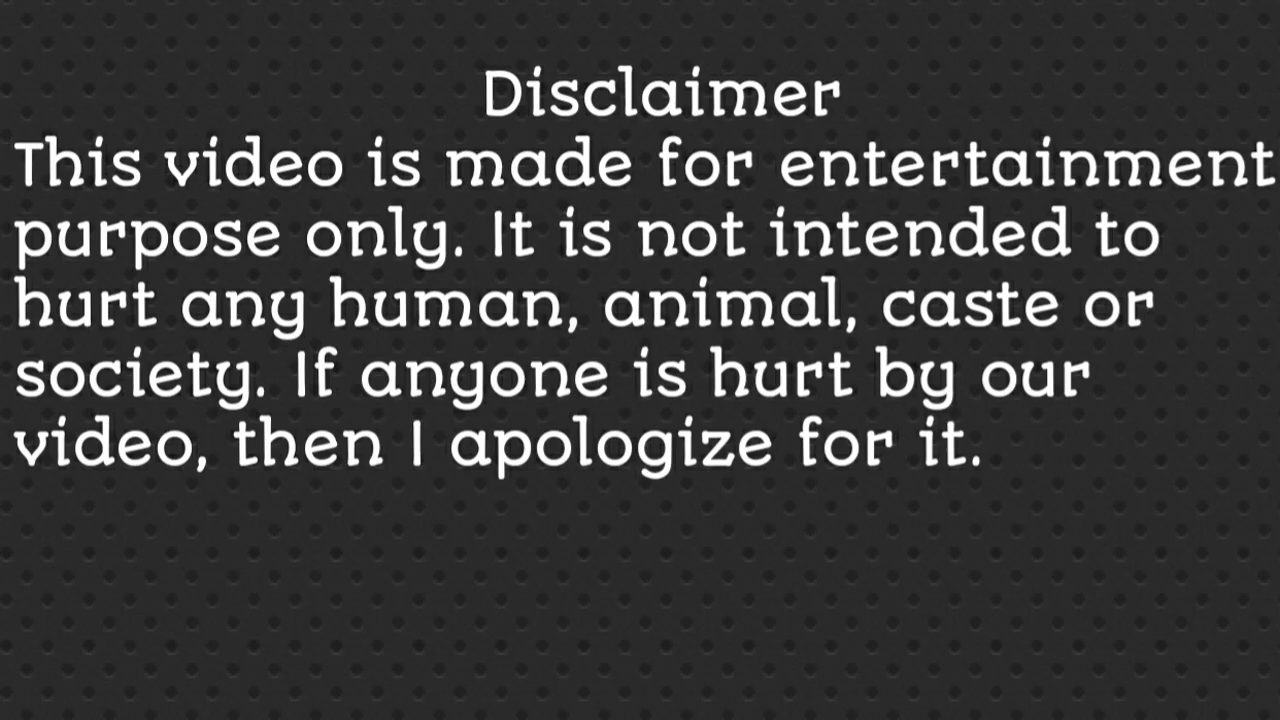 Disclaimer
This video is made for entertainment
purpose only. It is not intended to
hurt any human, animal, caste or
society. If anyone is hurt by our
video, then I apologize for it.